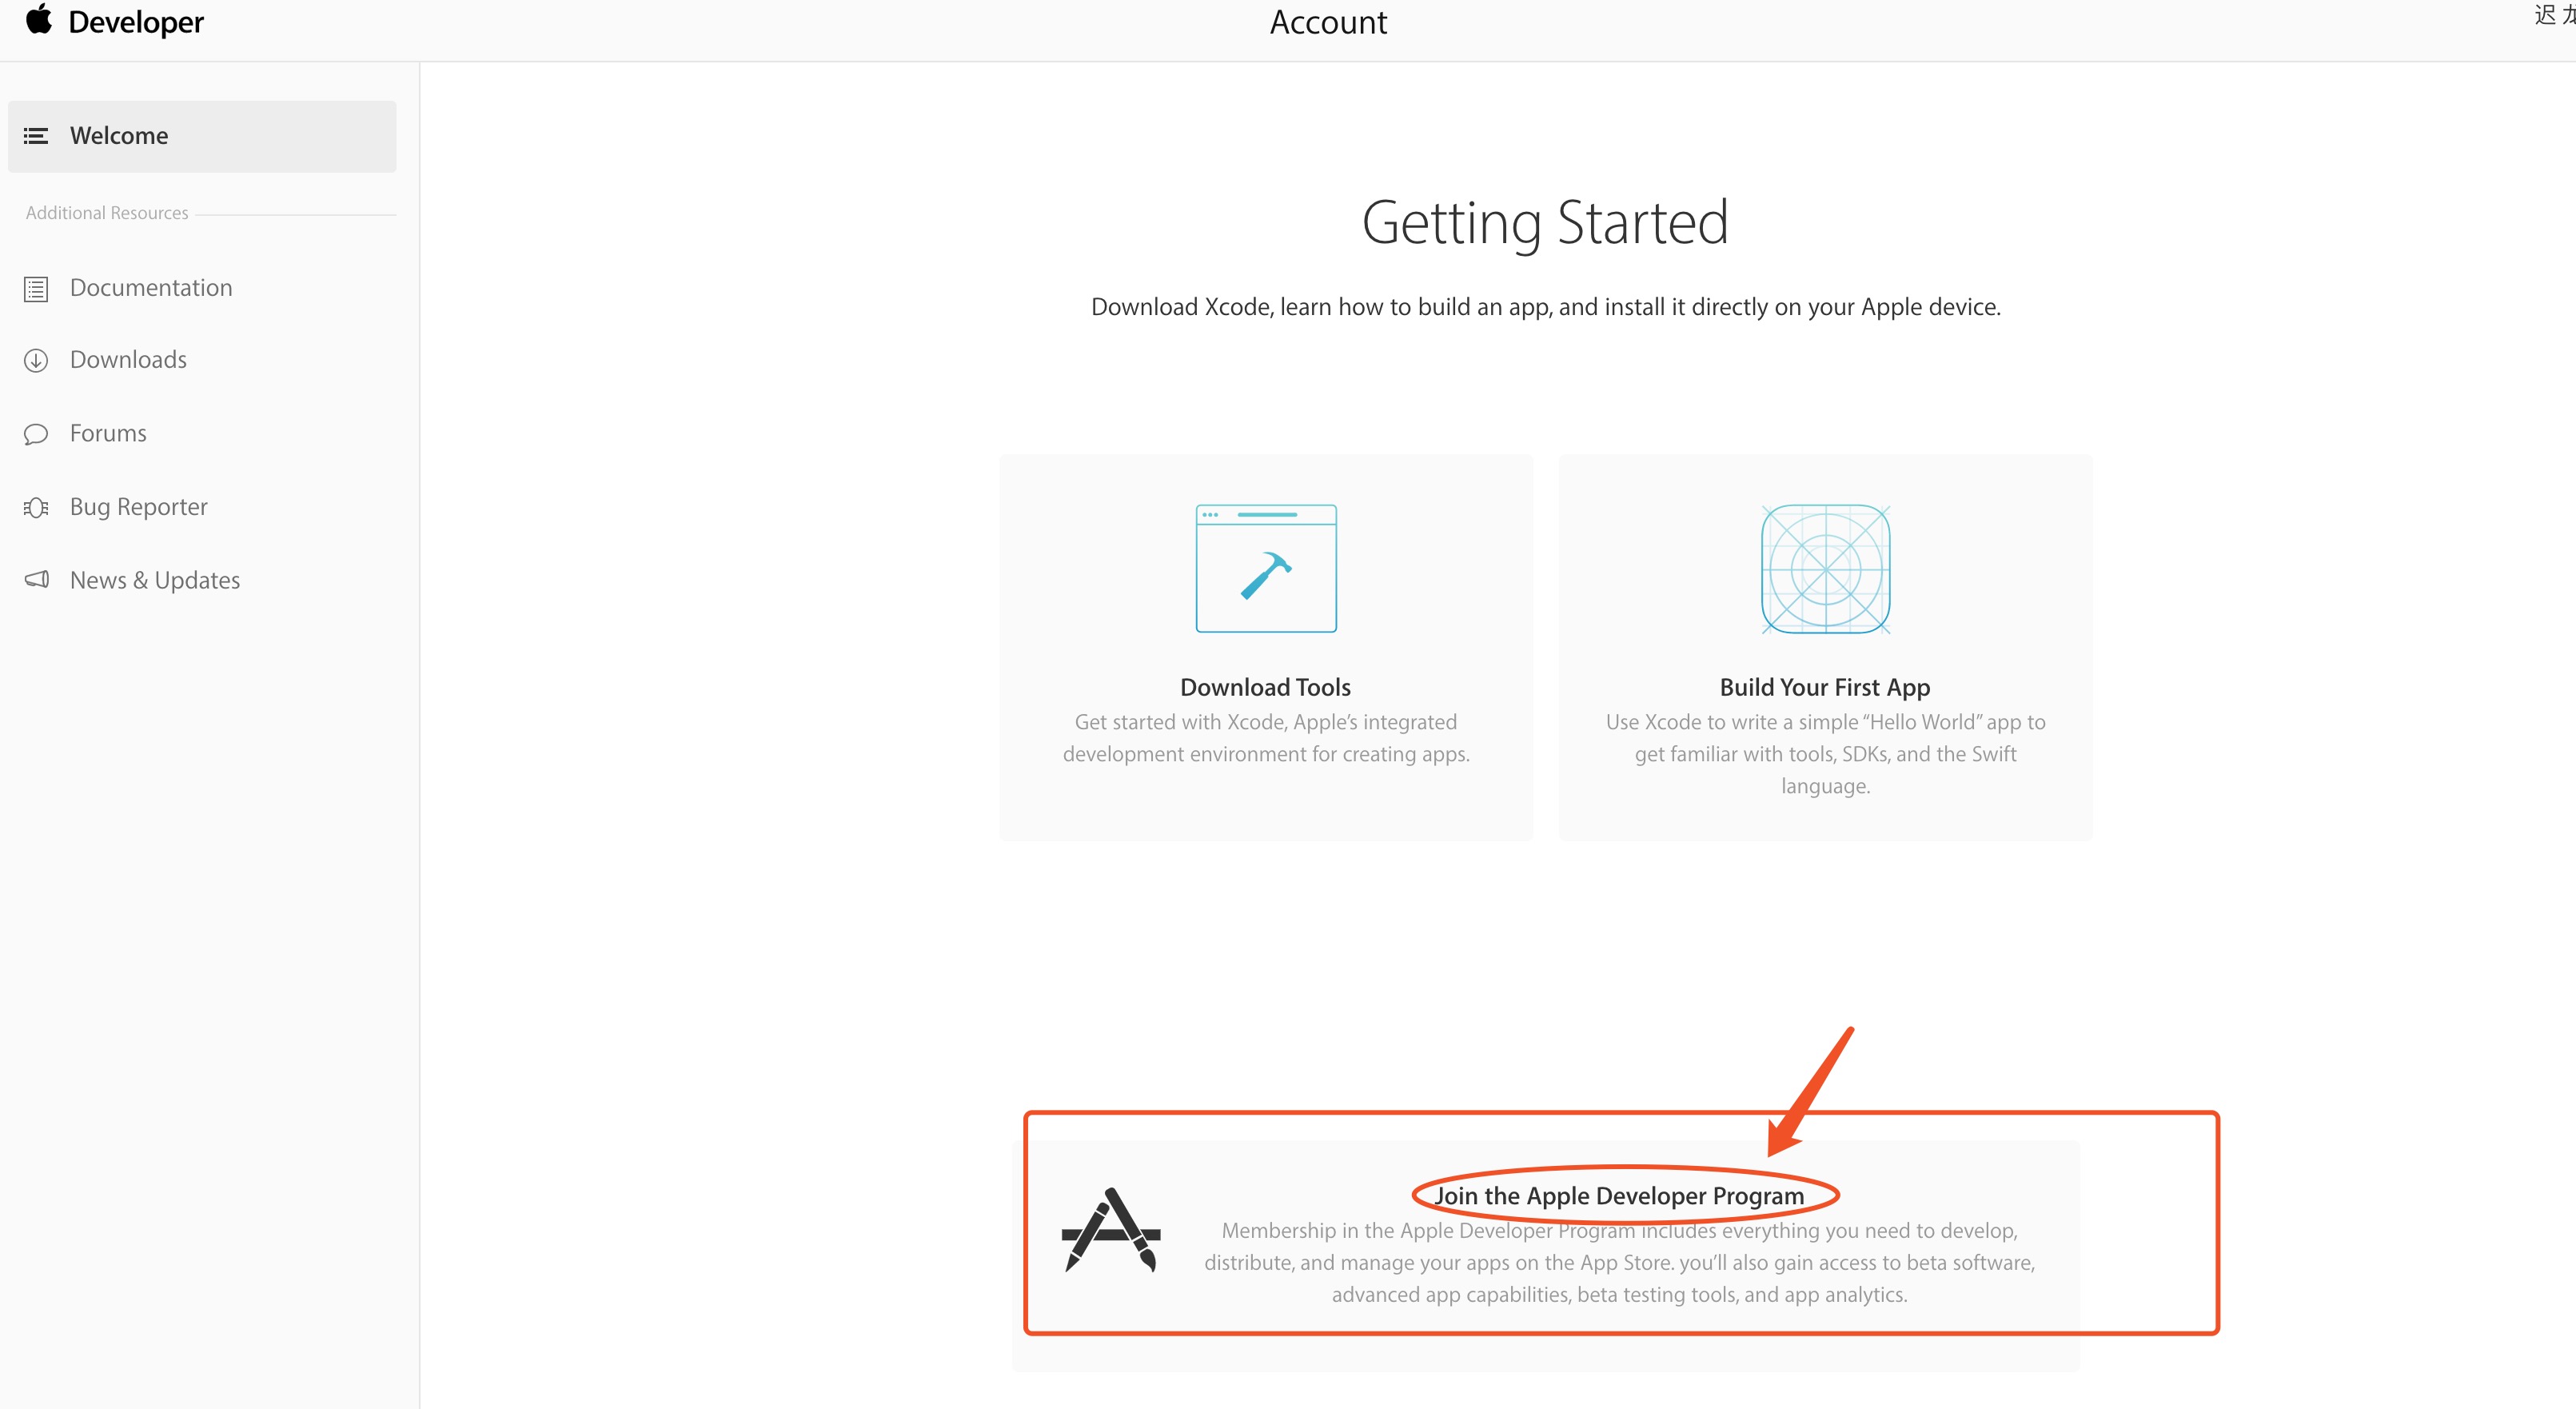 Developer
Account
迟
Welcome
Additional Resources
Documentation
Downloads
Forums
Bug Reporter
News & Updates
Getting Started
Download Xcode, learn how to build an app, and install it directly on your Apple device.
Download Tools
Get started with Xcode, Apple’s integrated
development environment for creating apps.
Build Your First App
Use Xcode to write a simple “Hello World” app to
get familiar with tools, SDKs, and the Swift
language.
Join the Apple Developer Program
Membership in the Apple Developer Program includes everything you need to develop,
distribute, and manage your apps on the App Store. you’ll also gain access to beta software,
advanced app capabilities, beta testing tools, and app analytics.